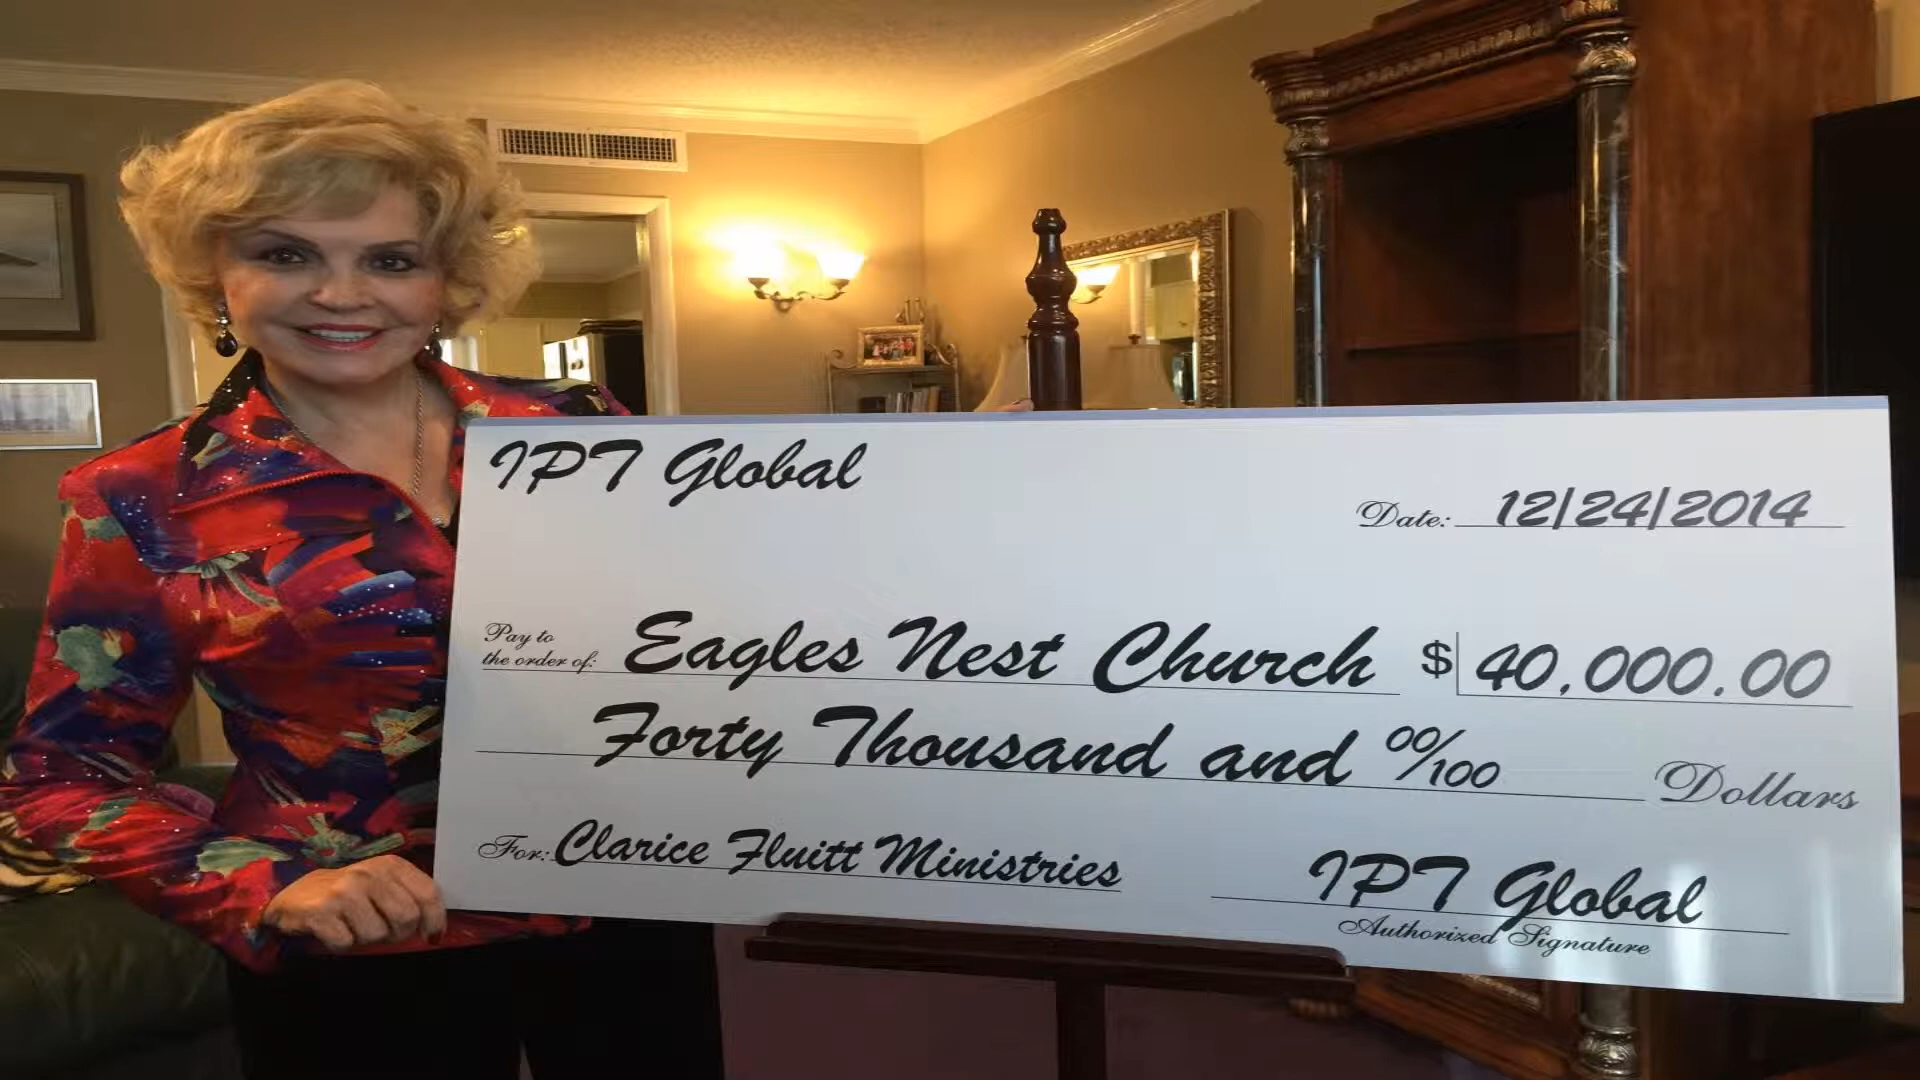 IPT Global
Date: 12/24/2014
Pay to
the order of: Eagles Nest Church $ 40,000.00
Forty Thousand and 00/100 Dollars
For: Clarice Fluitt Ministries
IPT Global
Authorized Signature